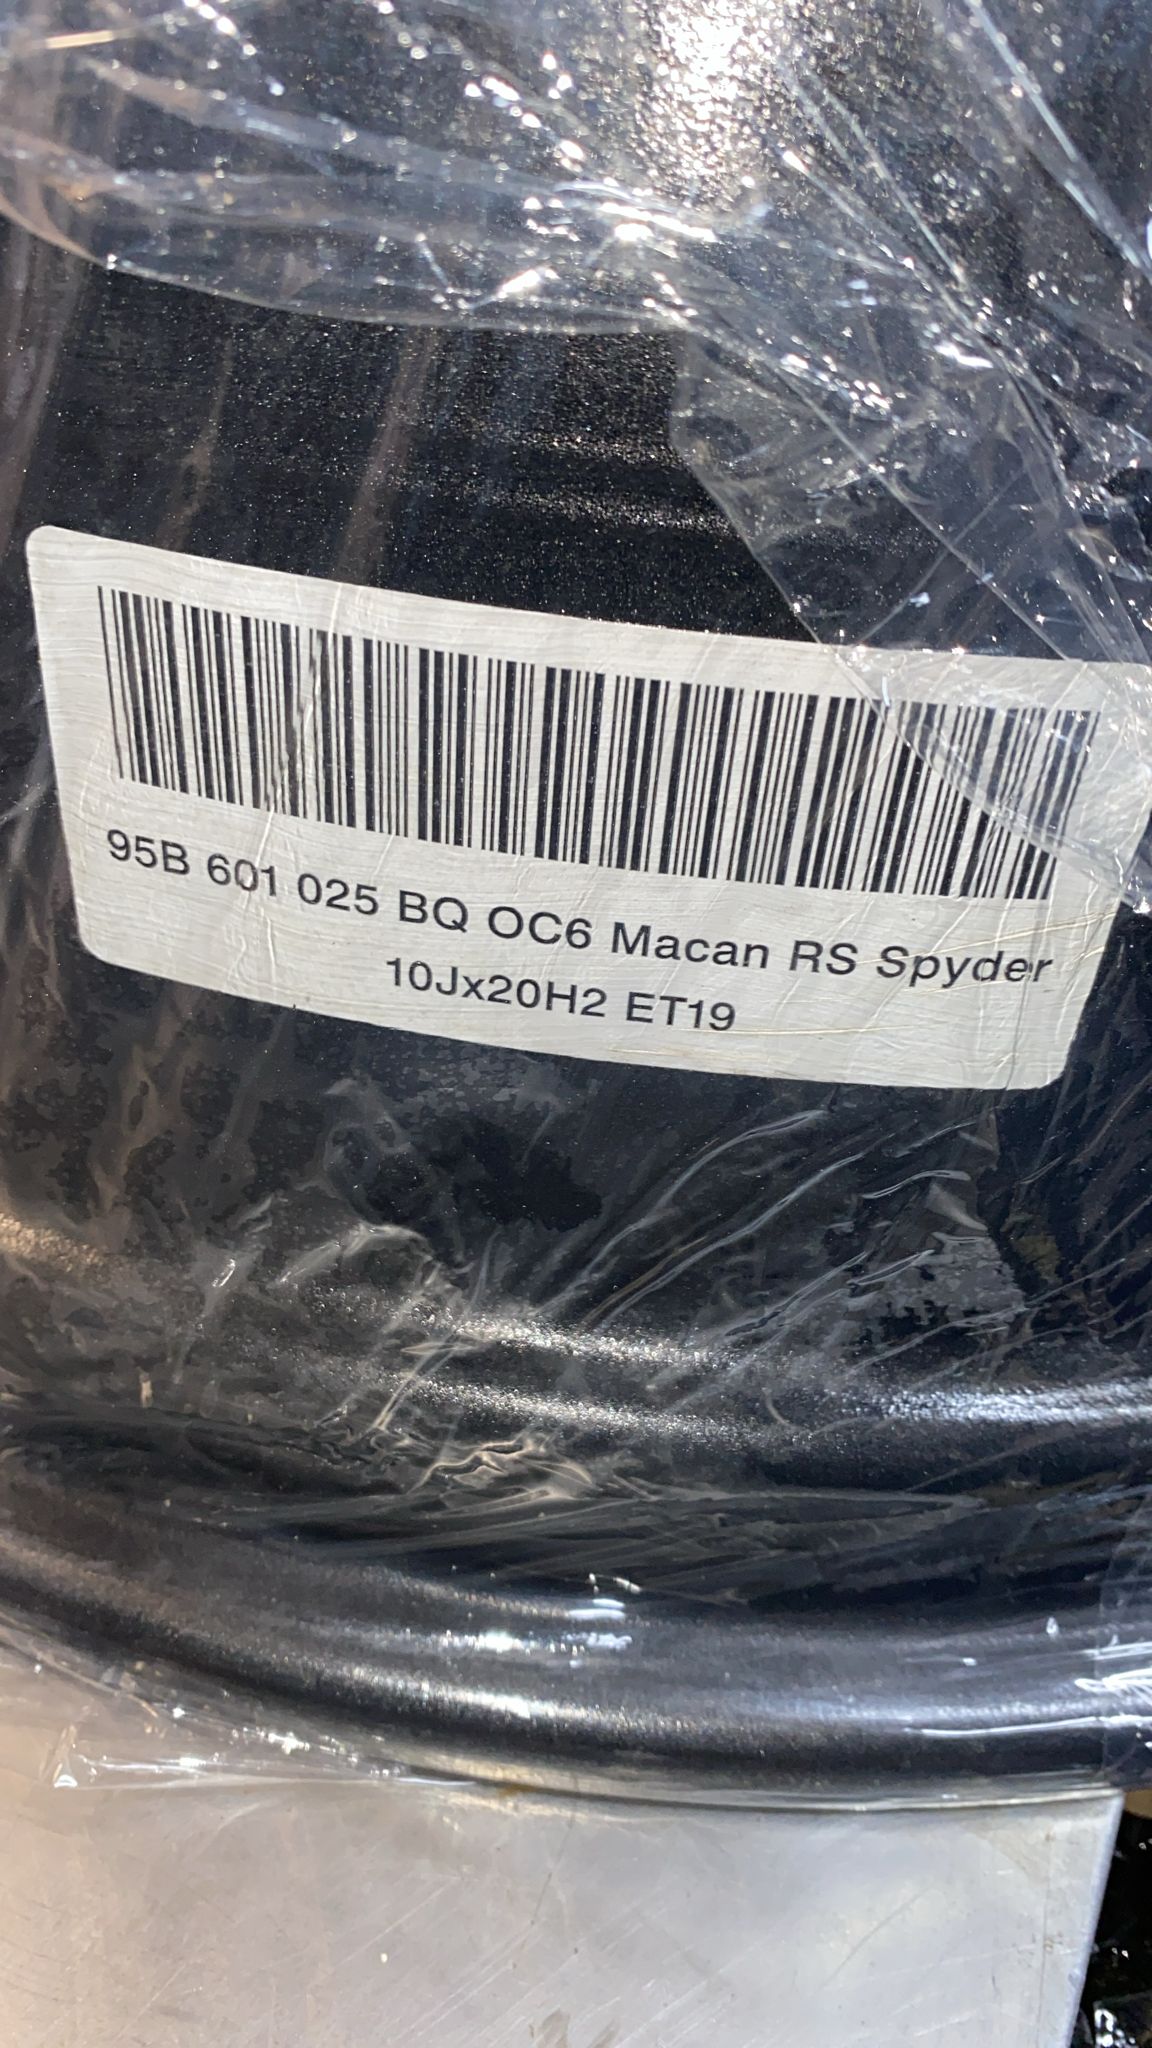 95B 601 025 BQ OC6 Macan RS Spyder
10Jx20H2 ET19